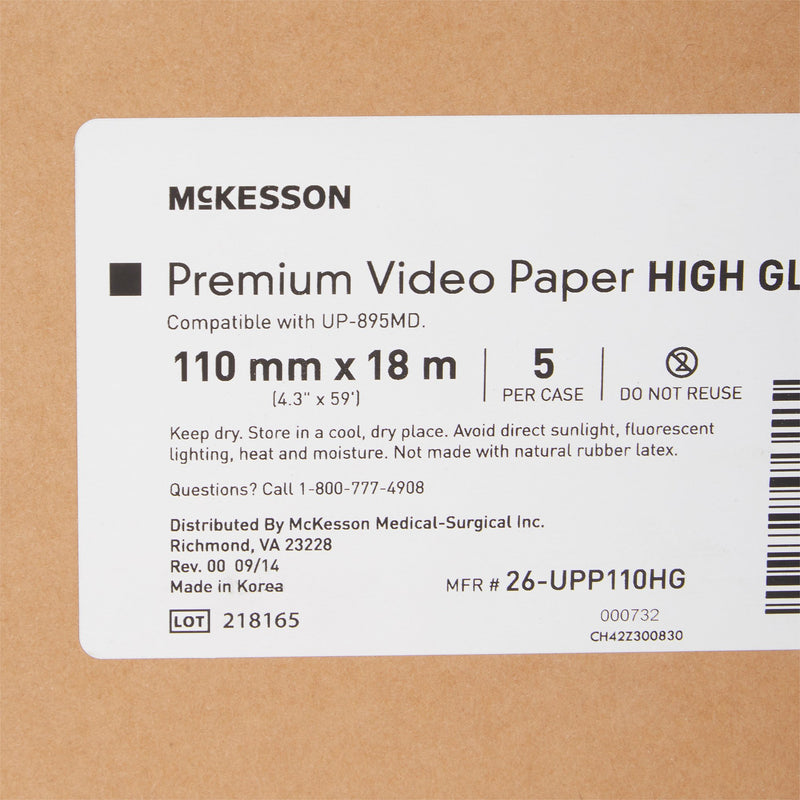 McKESSON
Premium Video Paper HIGH GL
Compatible with UP-895MD.
110 mm x 18 m
(4.3" x 59')
5
PER CASE
2
DO NOT REUSE
Keep dry. Store in a cool, dry place. Avoid direct sunlight, fluorescent
lighting, heat and moisture. Not made with natural rubber latex.
Questions? Call 1-800-777-4908
Distributed By McKesson Medical-Surgical Inc.
Richmond, VA 23228
Rev. 00 09/14
Made in Korea
MFR # 26-UPP110HG
LOT 218165
000732
CH42Z300830